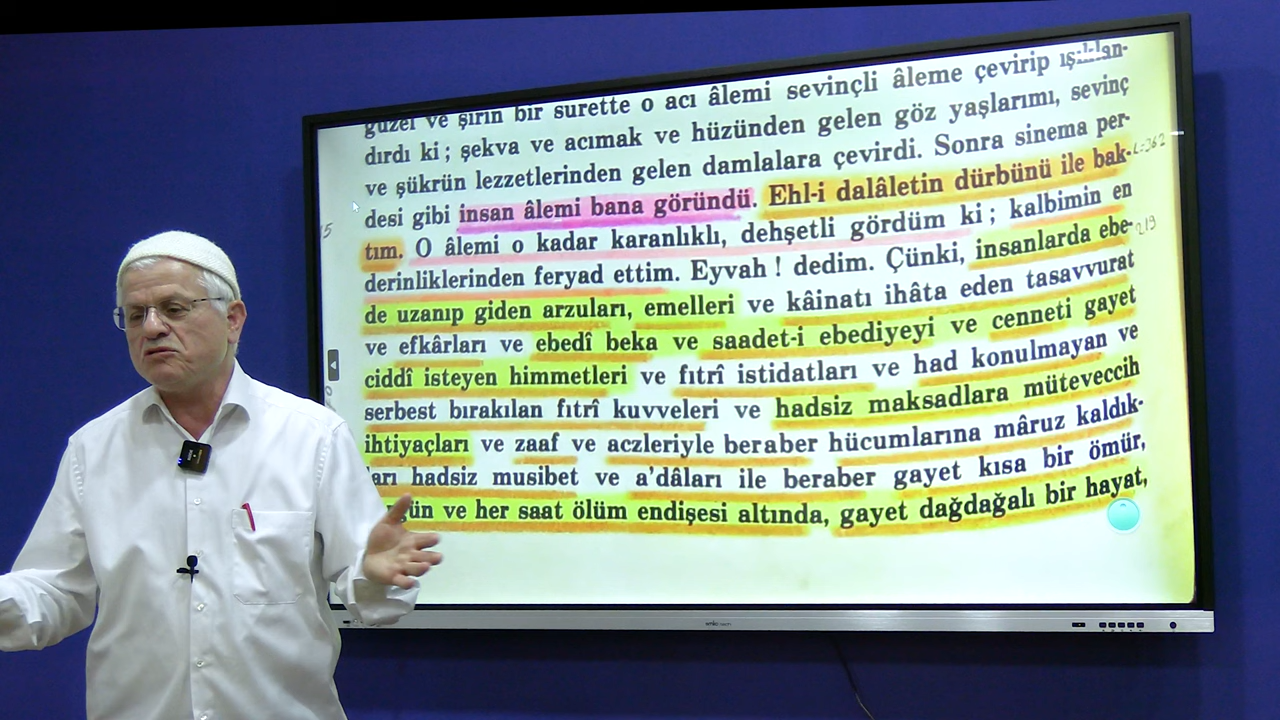 güzel ve şirin bir surette o acı âlemi sevinçli âleme çevirip ışıklan-
dırdı ki; şekva ve acımak ve hüzünden gelen göz yaşlarımı, sevinç
ve şükrün lezzetlerinden gelen damlalara çevirdi. Sonra sinema per-
desi gibi insan âlemi bana göründü. Ehl-i dalâletin dürbünü ile bak-
tım. O âlemi o kadar karanlıklı, dehşetli gördüm ki; kalbimin en
derinliklerinden feryad ettim. Eyvah! dedim. Çünki, insanlarda ebe-
de uzanıp giden arzuları, emelleri ve kâinatı ihâta eden tasavvurat
ve efkârları ve ebedî beka ve saadet-i ebediyeyi ve cenneti gayet
ciddî isteyen himmetleri ve fıtrî istidatları ve had konulmayan ve
serbest bırakılan fıtrî kuvveleri ve hadsiz maksadlara müteveccih
ihtiyaçları ve zaaf ve aczleriyle beraber hücumlarına mâruz kaldık-
ları hadsiz musibet ve a'dâları ile beraber gayet kısa bir ömür,
gün ve her saat ölüm endişesi altında, gayet dağdağalı bir hayat,
219